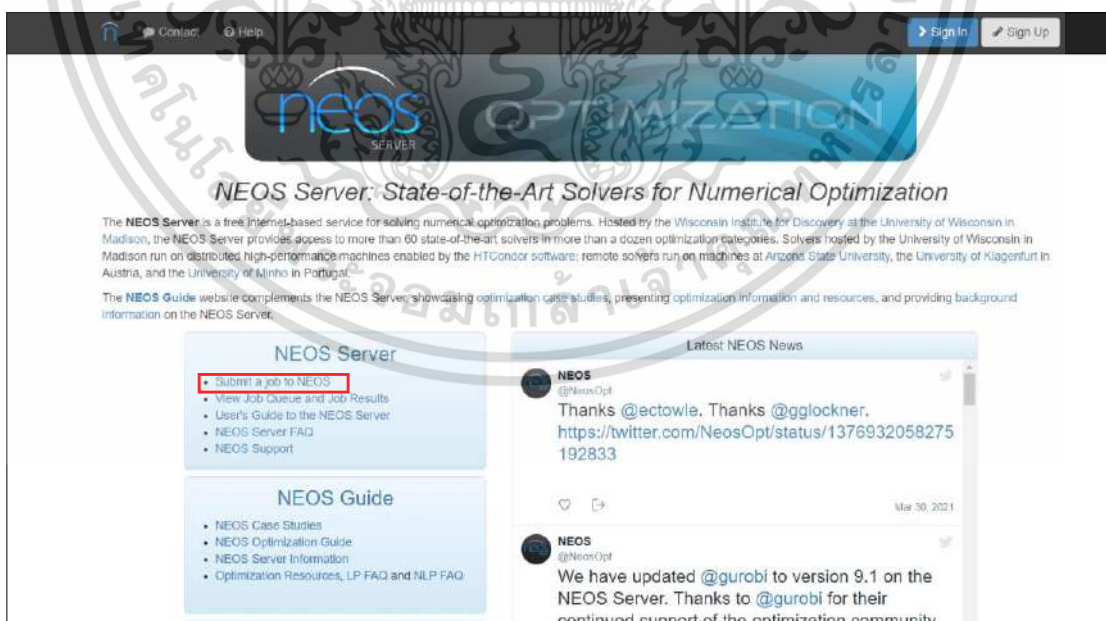 n Contact Help Sign In Sign Up
neos
SERVER
OPTIMIZATION
NEOS Server: State-of-the-Art Solvers for Numerical Optimization
The NEOS Server is a free internet-based service for solving numerical optimization problems. Hosted by the Wisconsin Institute for Discovery at the University of Wisconsin in
Madison, the NEOS Server provides access to more than 60 state-of-the-art solvers in more than a dozen optimization categories. Solvers hosted by the University of Wisconsin in
Madison run on distributed high-performance machines enabled by the HTCondor software; remote solvers run on machines at Arizona State University, the University of Klagenfurt in
Austria, and the University of Minho in Portugal.
The NEOS Guide website complements the NEOS Server, showcasing optimization case studies, presenting optimization information and resources, and providing background
information on the NEOS Server.
NEOS Server
• Submit a job to NEOS
• View Job Queue and Job Results
• User's Guide to the NEOS Server
• NEOS Server FAQ
• NEOS Support
NEOS Guide
• NEOS Case Studies
• NEOS Optimization Guide
• NEOS Server Information
• Optimization Resources, LP FAQ and NLP FAQ
Latest NEOS News
NEOS
@NeosOpt
Thanks @ectowle. Thanks @gglockner.
https://twitter.com/NeosOpt/status/1376932058275
192833
Mar 30, 2021
NEOS
@NeosOpt
We have updated @gurobi to version 9.1 on the
NEOS Server. Thanks to @gurobi for their
continued support of the optimization community